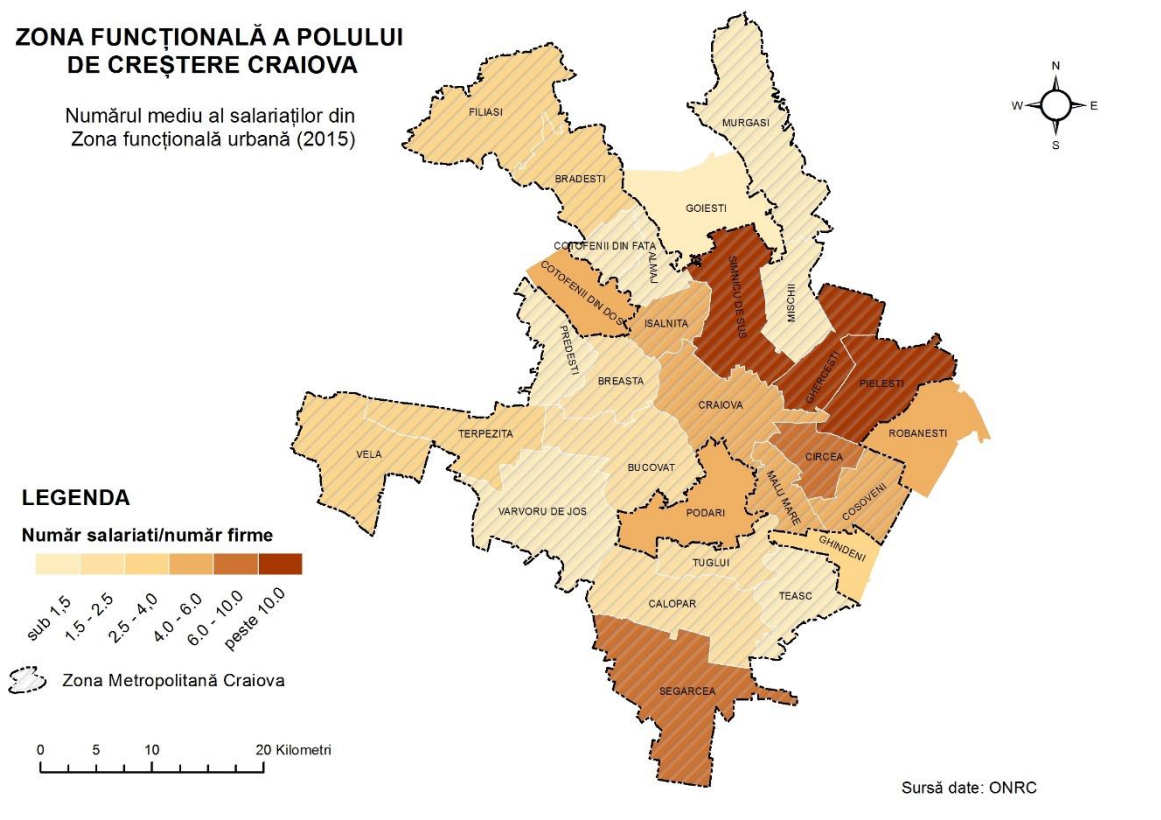 ZONA FUNCȚIONALĂ A POLULUI
DE CREȘTERE CRAIOVA
Numărul mediu al salariaților din
Zona funcțională urbană (2015)
N
W
E
S
FILIASI
MURGASI
BRADESTI
GOIESTI
COTOFENII DIN FATA
ALMAJ
SIMNICU DE SUS
COTOFENII DIN DOS
MISCHII
ISALNITA
PREDESTI
GHERCESTI
BREASTA
PIELESTI
CRAIOVA
TERPEZITA
ROBANESTI
VELA
CIRCEA
BUCOVAT
MALU MARE
COSOVENI
VARVORU DE JOS
PODARI
GHINDENI
TUGLUI
TEASC
CALOPAR
SEGARCEA
LEGENDA
Număr salariati/număr firme
sub 1,5
1.5 - 2.5
2.5 - 4,0
4.0 - 6.0
6.0 - 10.0
peste 10.0
Zona Metropolitană Craiova
0 5 10 20 Kilometri
Sursă date: ONRC